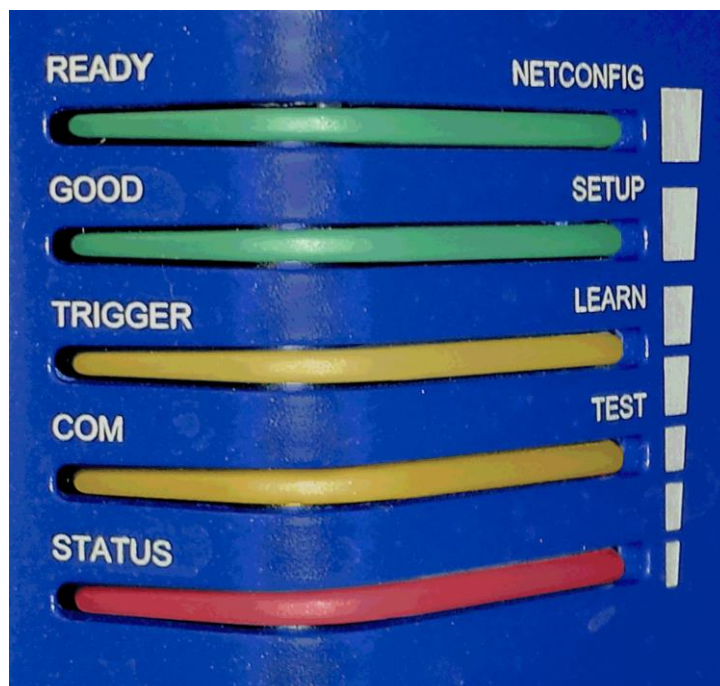 READY NETCONFIG
GOOD SETUP
TRIGGER LEARN
COM TEST
STATUS